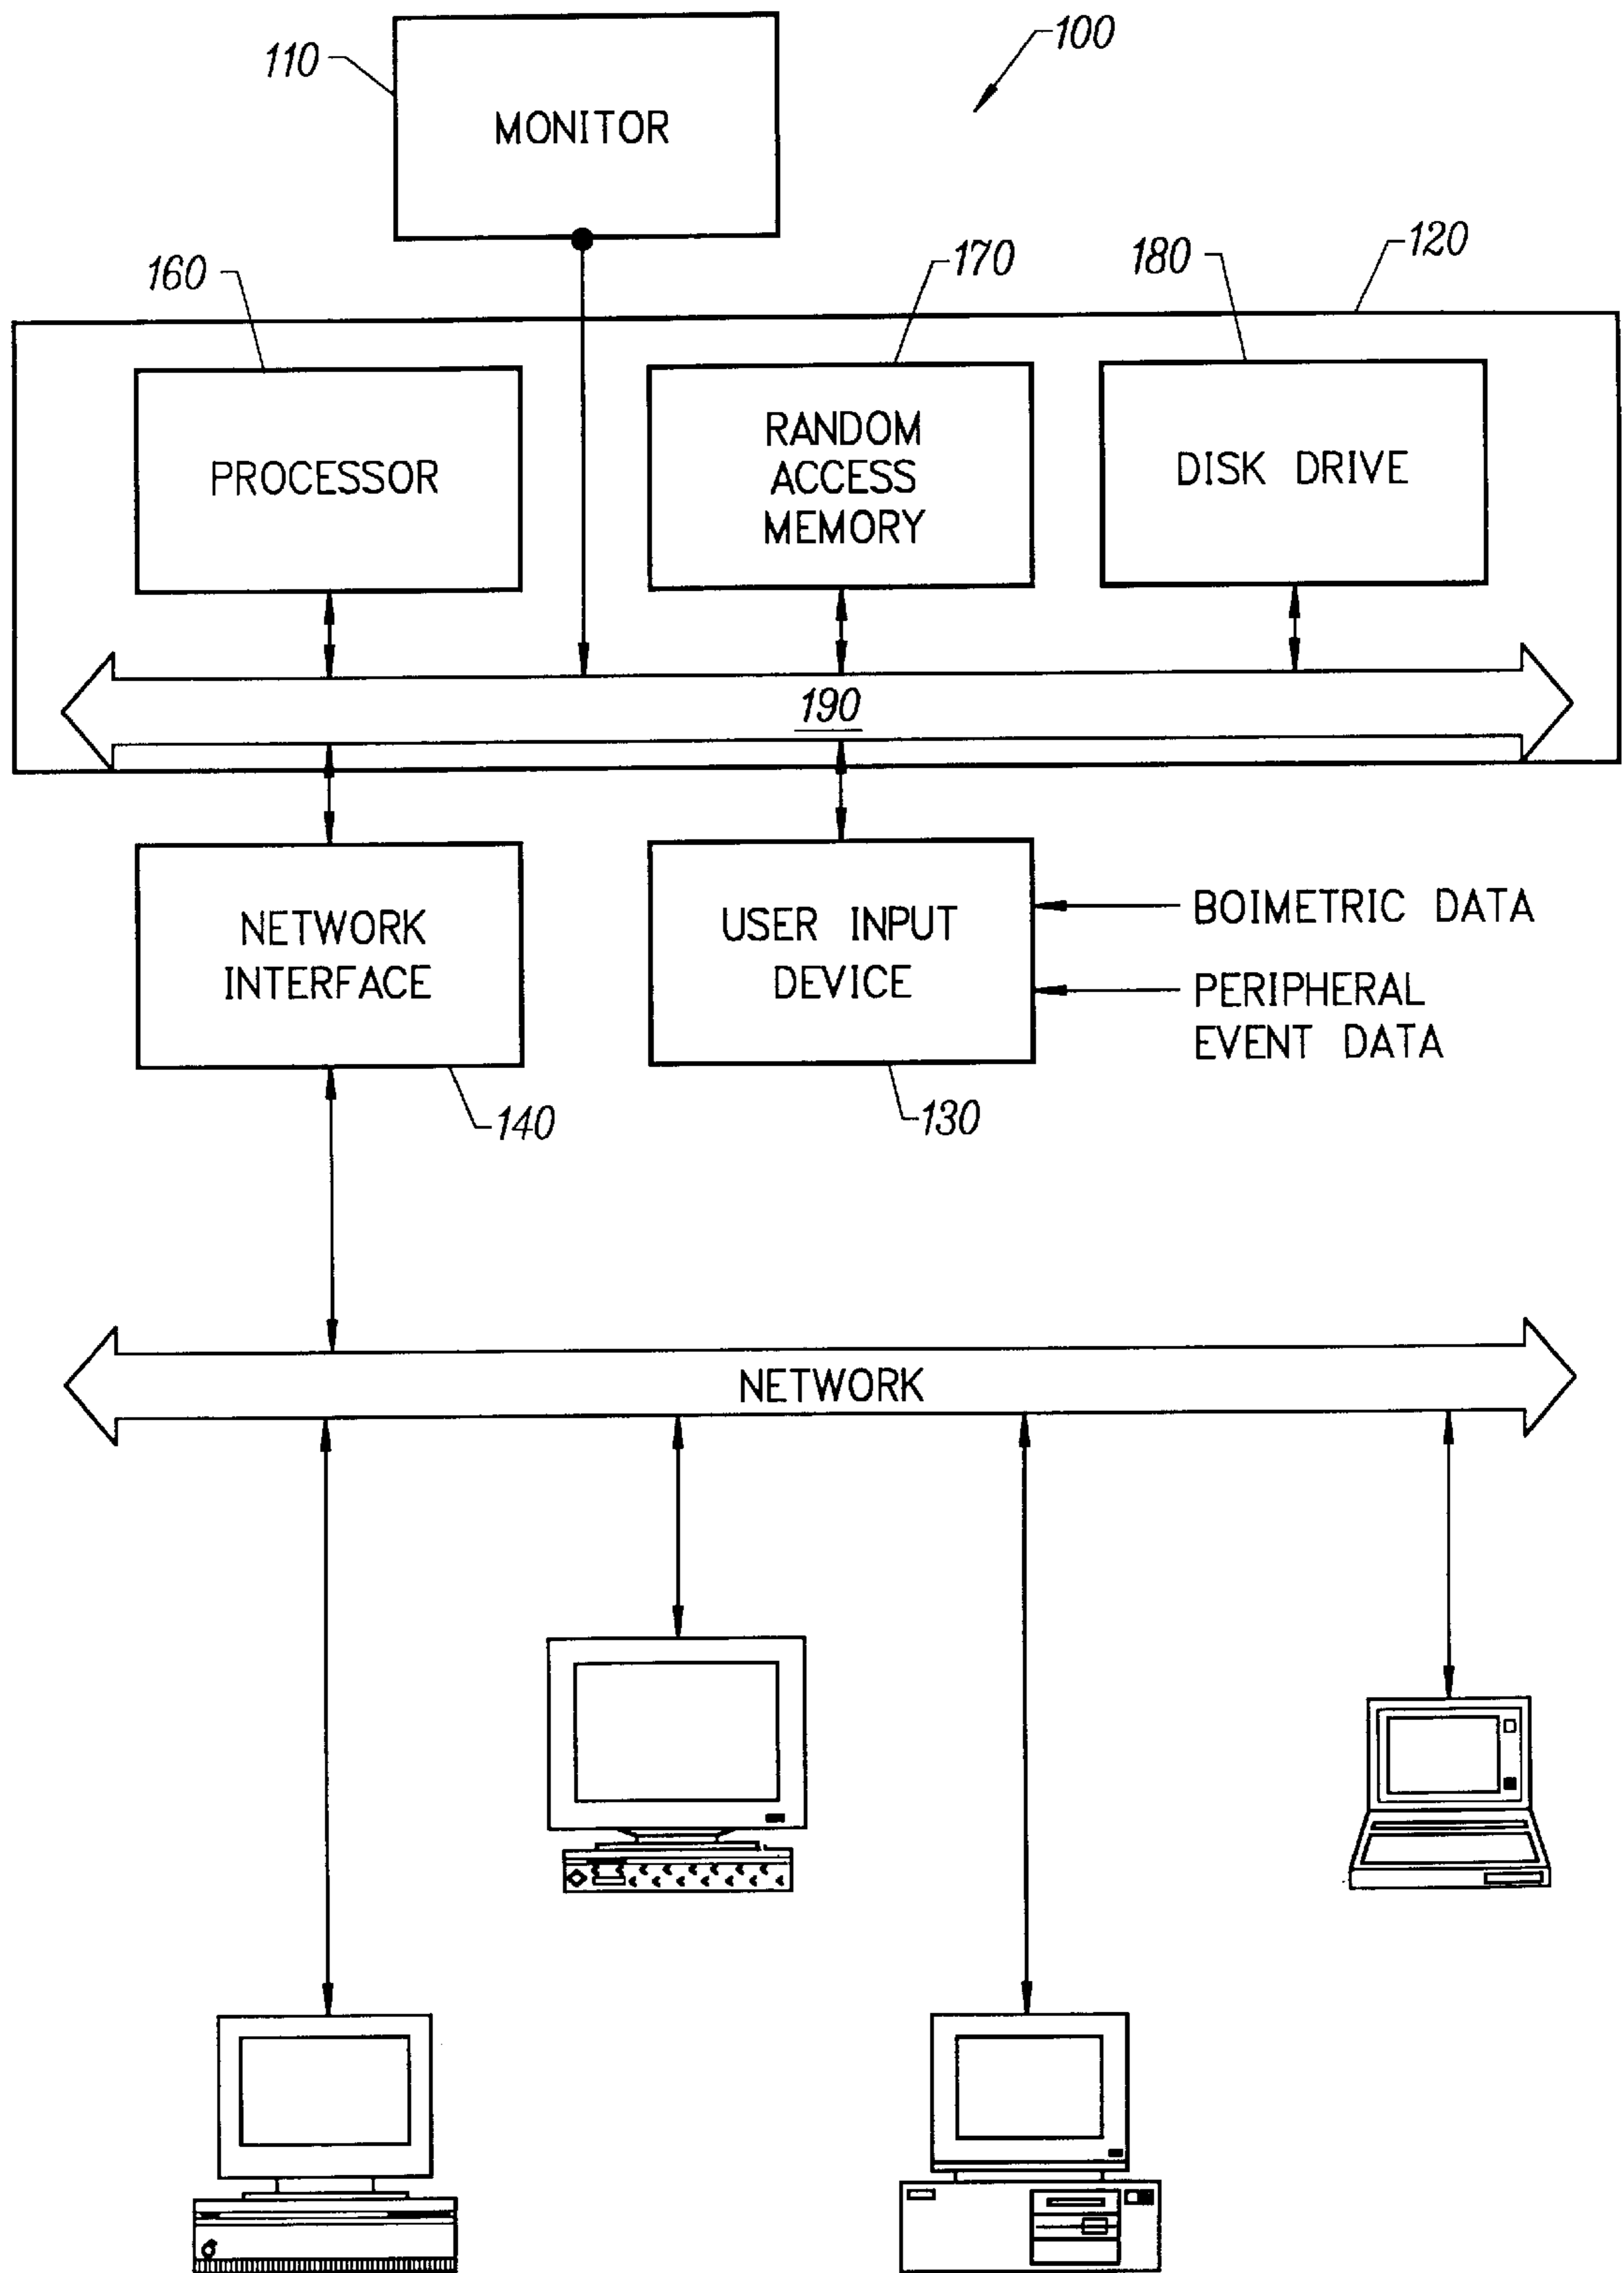 100
110
MONITOR
120
160
170
180
PROCESSOR
RANDOM
ACCESS
MEMORY
DISK DRIVE
190
NETWORK
INTERFACE
USER INPUT
DEVICE
BOIMETRIC DATA
PERIPHERAL
EVENT DATA
140
130
NETWORK